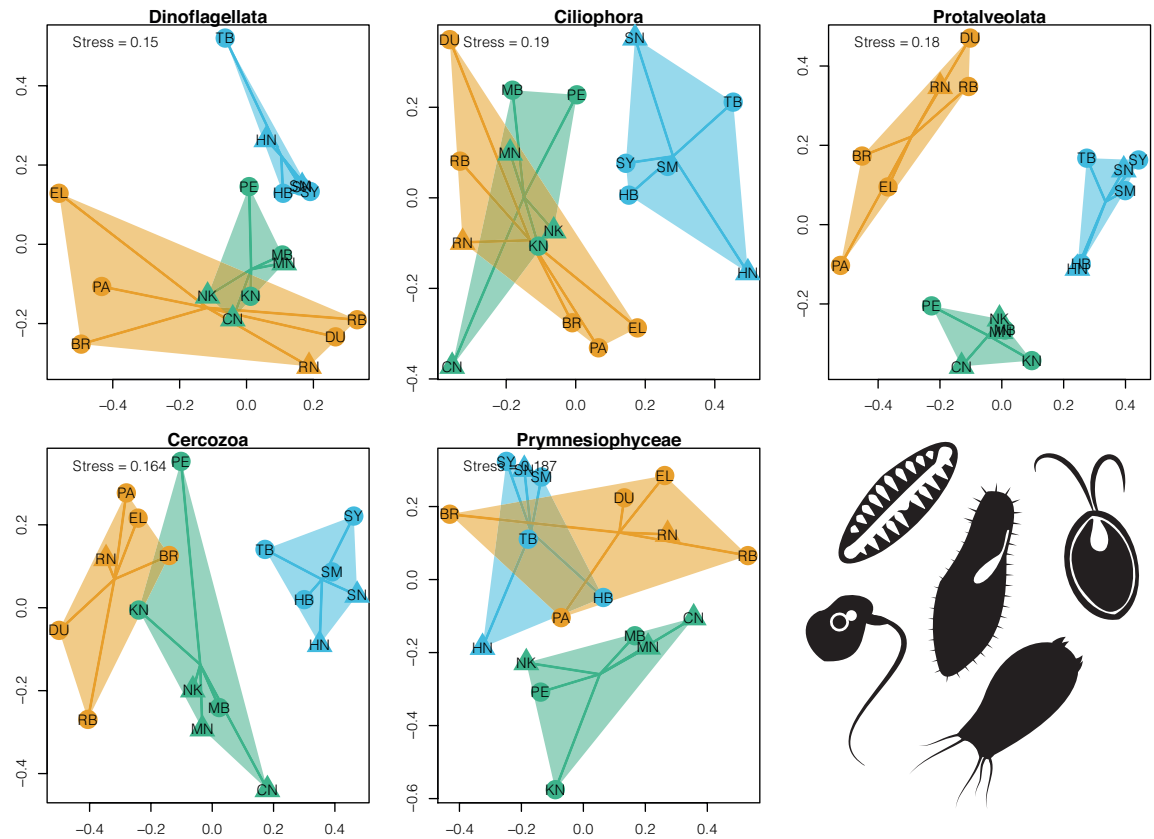 Dinoflagellata
Stress = 0.15
TB
HN
SM
SN
HB
SY
PE
EL
MB
MN
PA
NK
KN
CN
RB
DU
BR
RN
0.4
0.2
0.0
−0.2
−0.4
−0.2
0.0
0.2
Ciliophora
Stress = 0.19
DU
SN
MB
PE
TB
MN
RB
SY
SM
HB
RN
NK
KN
HN
BR
EL
PA
CN
0.2
0.0
−0.2
−0.4
−0.4
−0.2
0.0
0.2
0.4
Protalveolata
Stress = 0.18
DU
RN
RB
BR
EL
PA
TB
SY
SN
SM
HB
HN
PE
NK
MB
MN
CN
KN
0.4
0.2
0.0
−0.2
−0.4
−0.2
0.0
0.2
0.4
Cercozoa
Stress = 0.164
PE
PA
EL
SY
RN
BR
TB
SM
HB
SN
KN
DU
HN
NK
MB
RB
MN
CN
0.2
0.0
−0.2
−0.4
−0.4
−0.2
0.0
0.2
0.4
Prymnesiophyceae
Stress = 0.187
SY
SN
SM
EL
BR
DU
TB
RN
RB
HB
PA
CN
HN
MB
MN
NK
PE
KN
0.2
0.0
−0.2
−0.4
−0.6
−0.4
−0.2
0.0
0.2
0.4